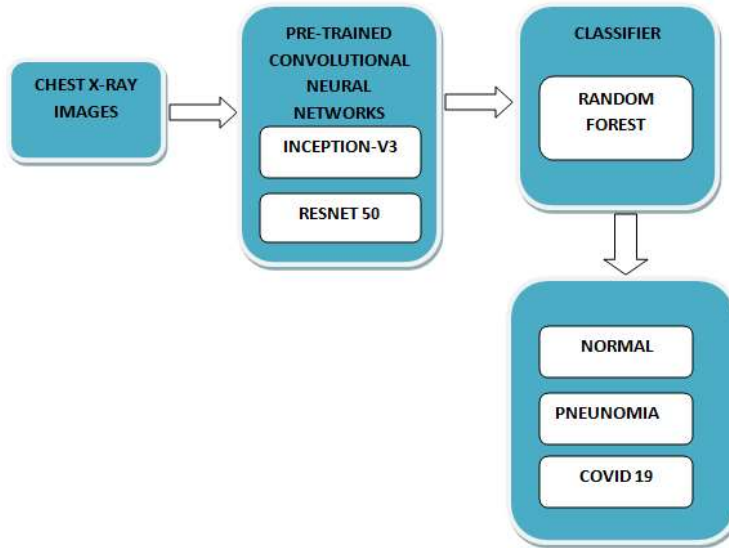 CHEST X-RAY
IMAGES
PRE-TRAINED
CONVOLUTIONAL
NEURAL
NETWORKS
INCEPTION-V3
RESNET 50
CLASSIFIER
RANDOM
FOREST
NORMAL
PNEUNOMIA
COVID 19